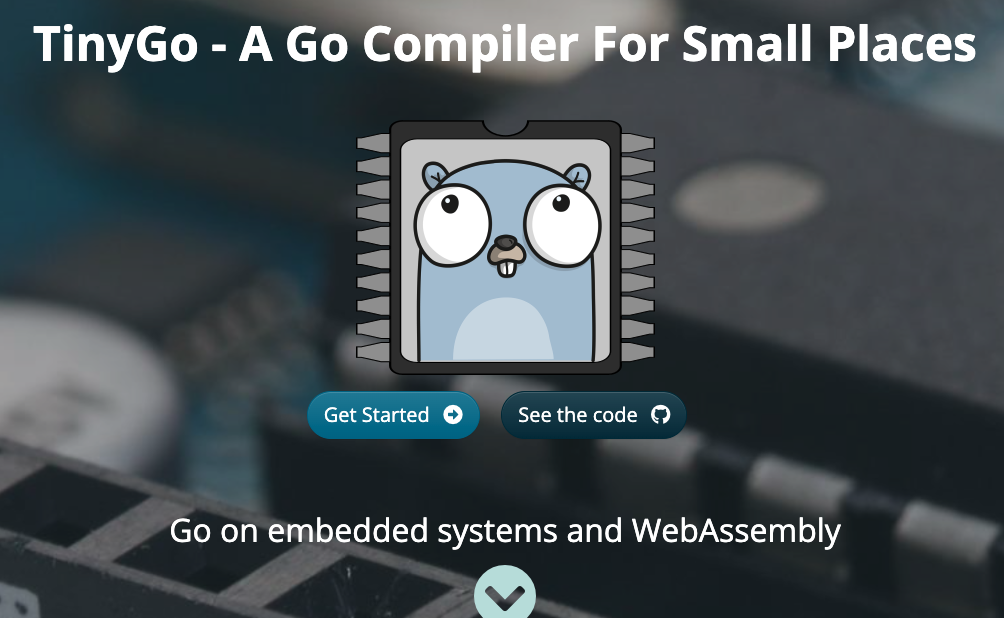 TinyGo - A Go Compiler For Small Places
Get Started
See the code
Go on embedded systems and WebAssembly